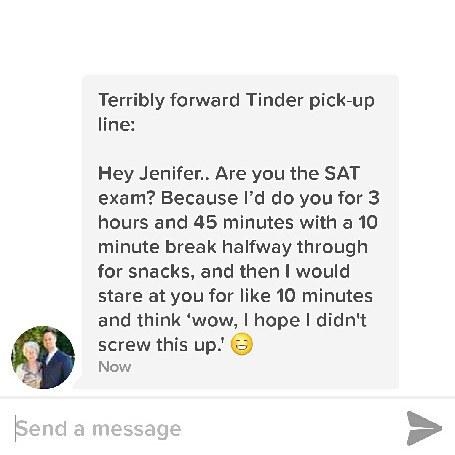 Terribly forward Tinder pick-up
line:
Hey Jenifer.. Are you the SAT
exam? Because I'd do you for 3
hours and 45 minutes with a 10
minute break halfway through
for snacks, and then I would
stare at you for like 10 minutes
and think ‘wow, I hope I didn't
screw this up.' 😁
Now
Send a message